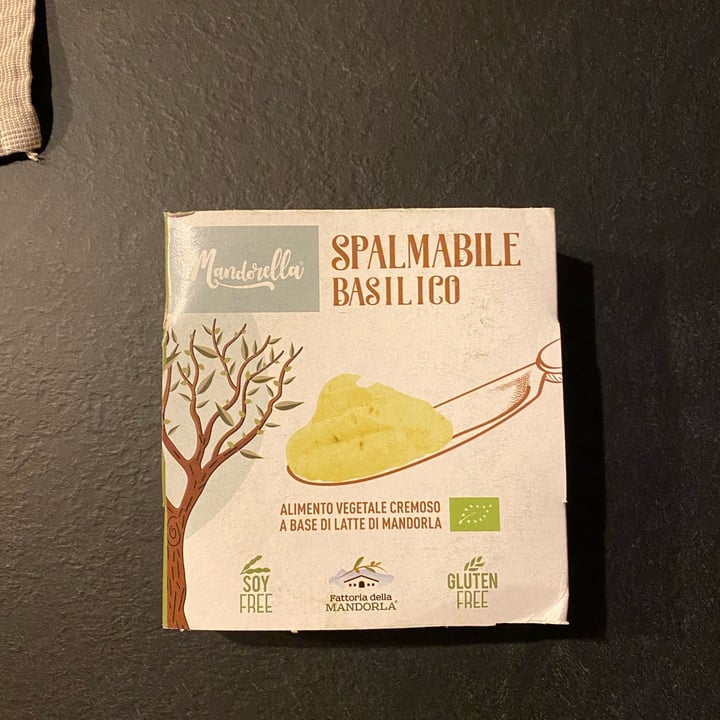 Mandorella®
SPALMABILE
BASILICO
ALIMENTO VEGETALE CREMOSO
A BASE DI LATTE DI MANDORLA
SOY
FREE
Fattoria della
MANDORLA®
GLUTEN
FREE